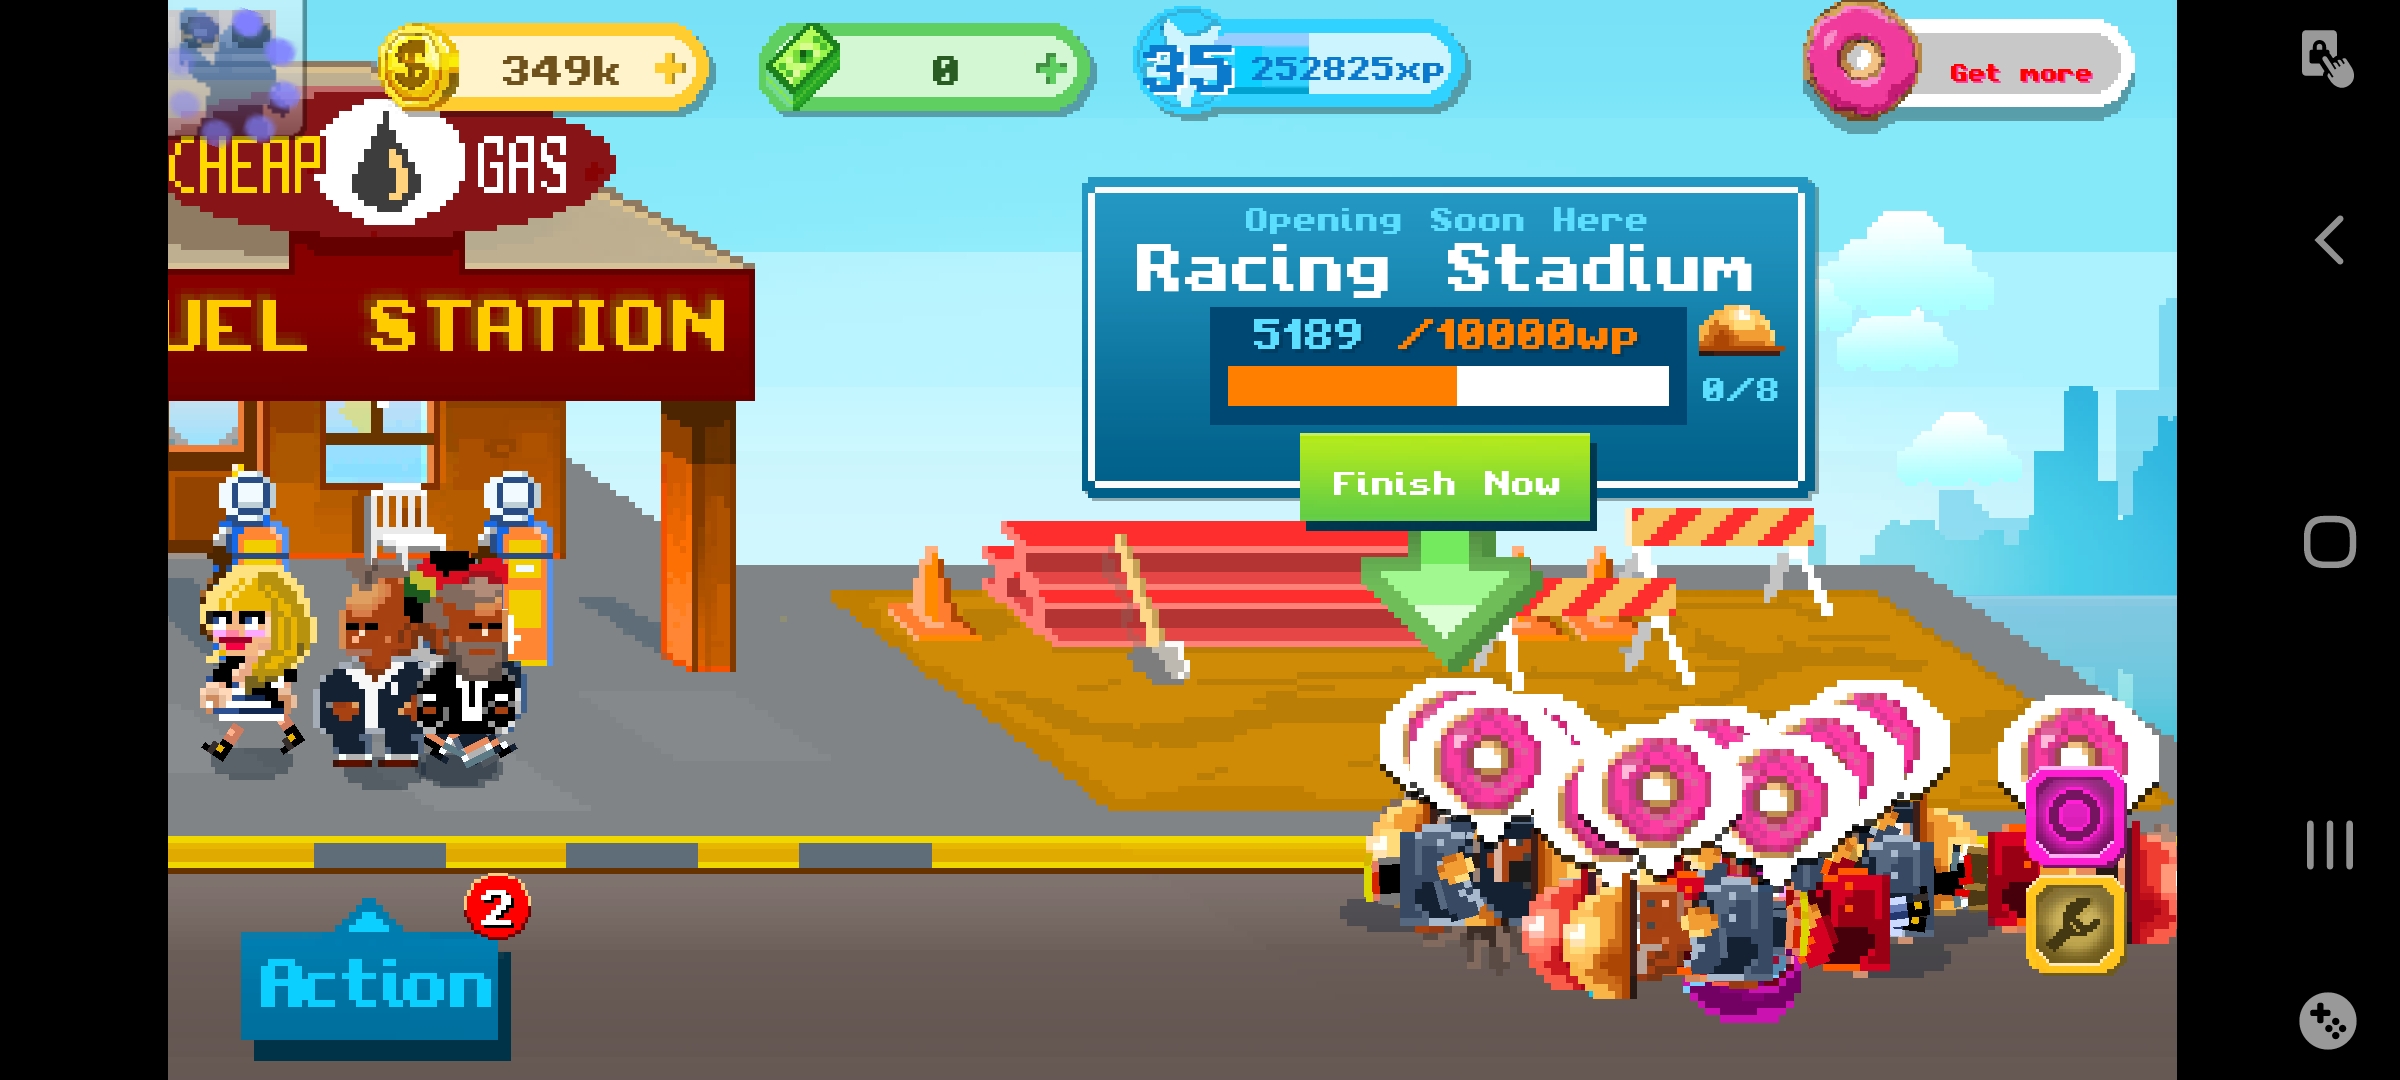 349k
0
35 252825xp
Get more
CHEAP GAS
UEL STATION
Opening Soon Here
Racing Stadium
5189 /10000wp
0/8
Finish Now
2
Action